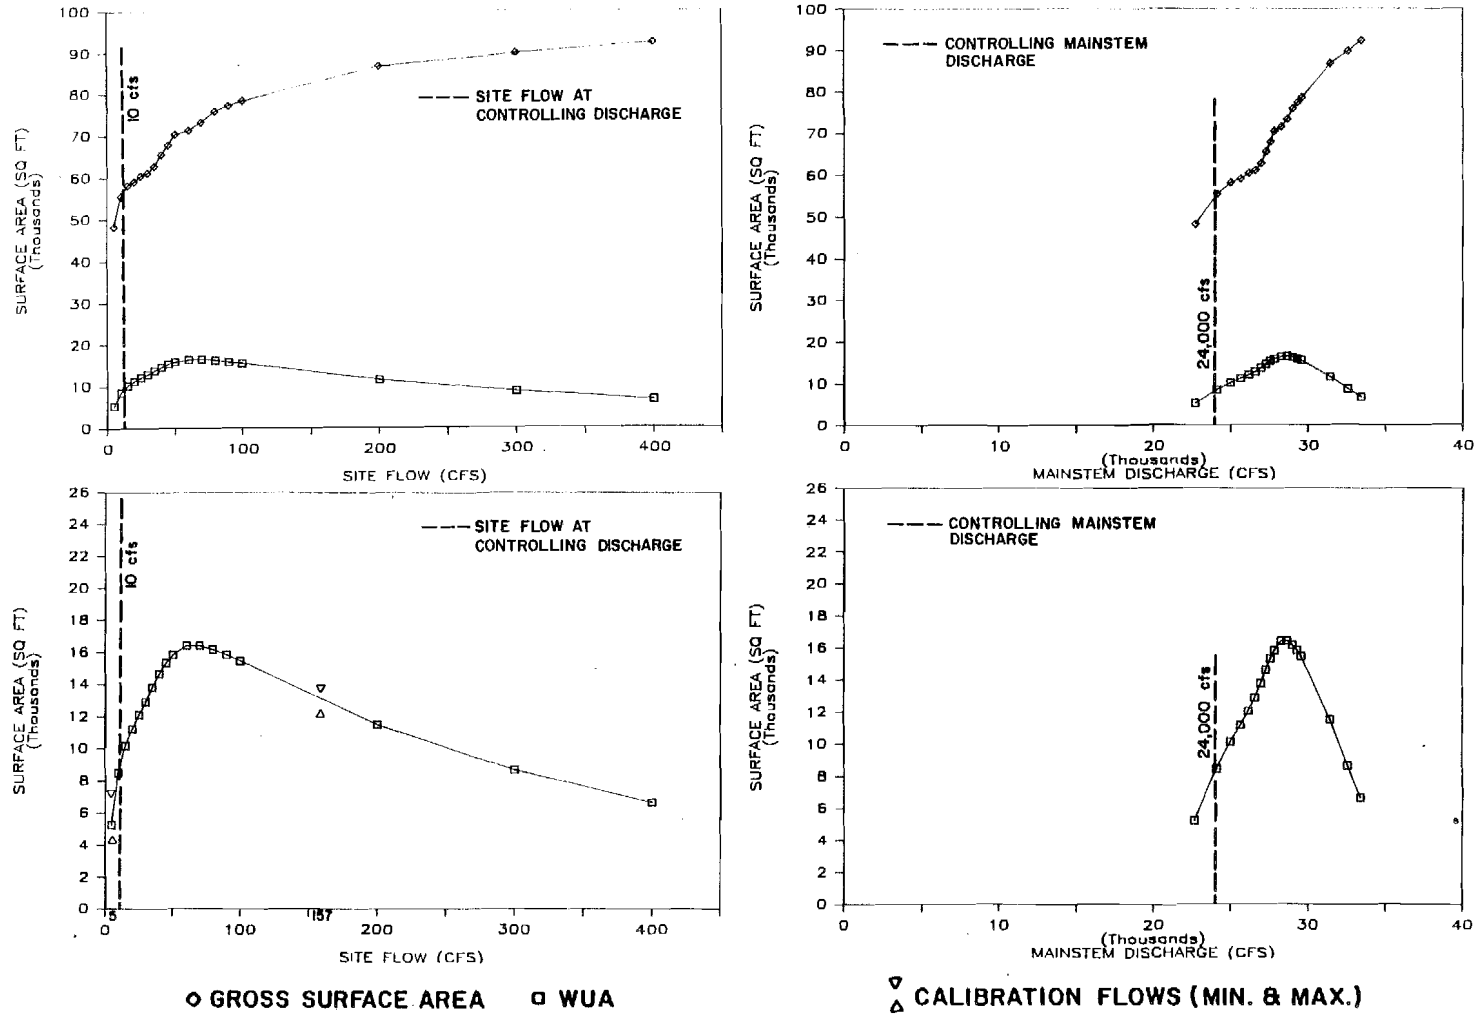 100
90
80
70
60
50
40
30
20
10
0
SURFACE AREA (SQ FT)
(Thousands)
10 cfs
SITE FLOW AT
CONTROLLING DISCHARGE
0
100
200
300
400
SITE FLOW (CFS)
100
90
80
70
60
50
40
30
20
10
0
SURFACE AREA (SQ FT)
(Thousands)
CONTROLLING MAINSTEM
DISCHARGE
24,000 cfs
0
10
20
30
40
(Thousands)
MAINSTEM DISCHARGE (CFS)
26
24
22
20
18
16
14
12
10
8
6
4
2
0
SURFACE AREA (SQ FT)
(Thousands)
10 cfs
SITE FLOW AT
CONTROLLING DISCHARGE
5
157
0
100
200
300
400
SITE FLOW (CFS)
26
24
22
20
18
16
14
12
10
8
6
4
2
0
SURFACE AREA (SQ FT)
(Thousands)
CONTROLLING MAINSTEM
DISCHARGE
24,000 cfs
0
10
20
30
40
(Thousands)
MAINSTEM DISCHARGE (CFS)
GROSS SURFACE AREA
WUA
CALIBRATION FLOWS (MIN. & MAX.)